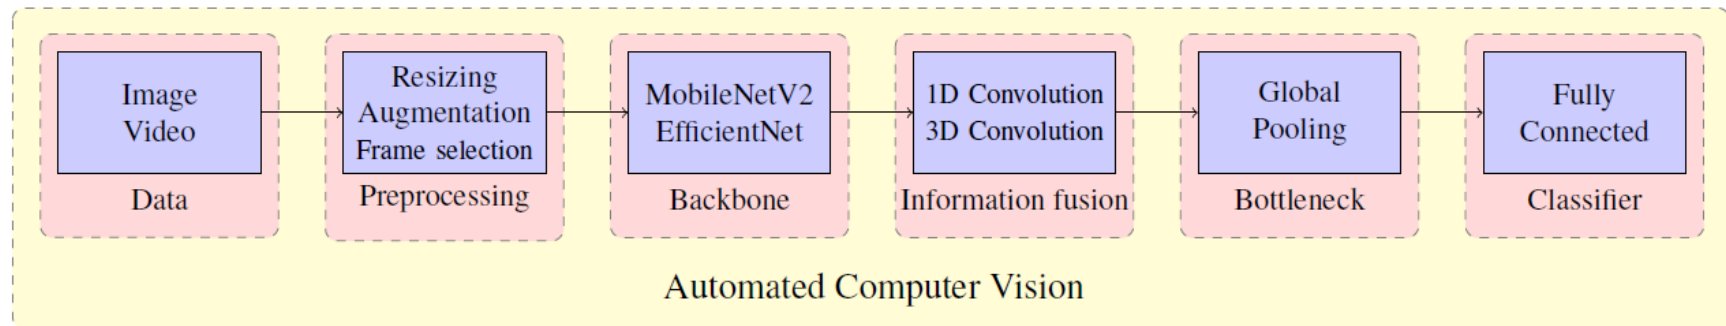 Image
Video
Data
Resizing
Augmentation
Frame selection
Preprocessing
MobileNetV2
EfficientNet
Backbone
1D Convolution
3D Convolution
Information fusion
Global
Pooling
Bottleneck
Fully
Connected
Classifier
Automated Computer Vision